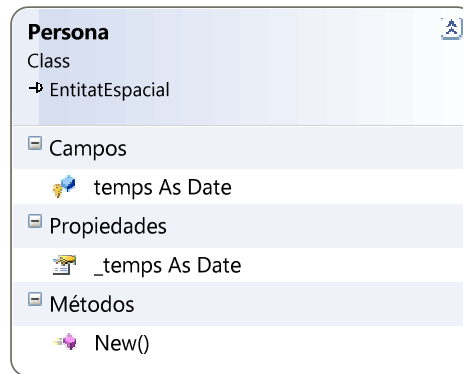 Persona
Class
EntitatEspacial
Campos
temps As Date
Propiedades
_temps As Date
Métodos
New()